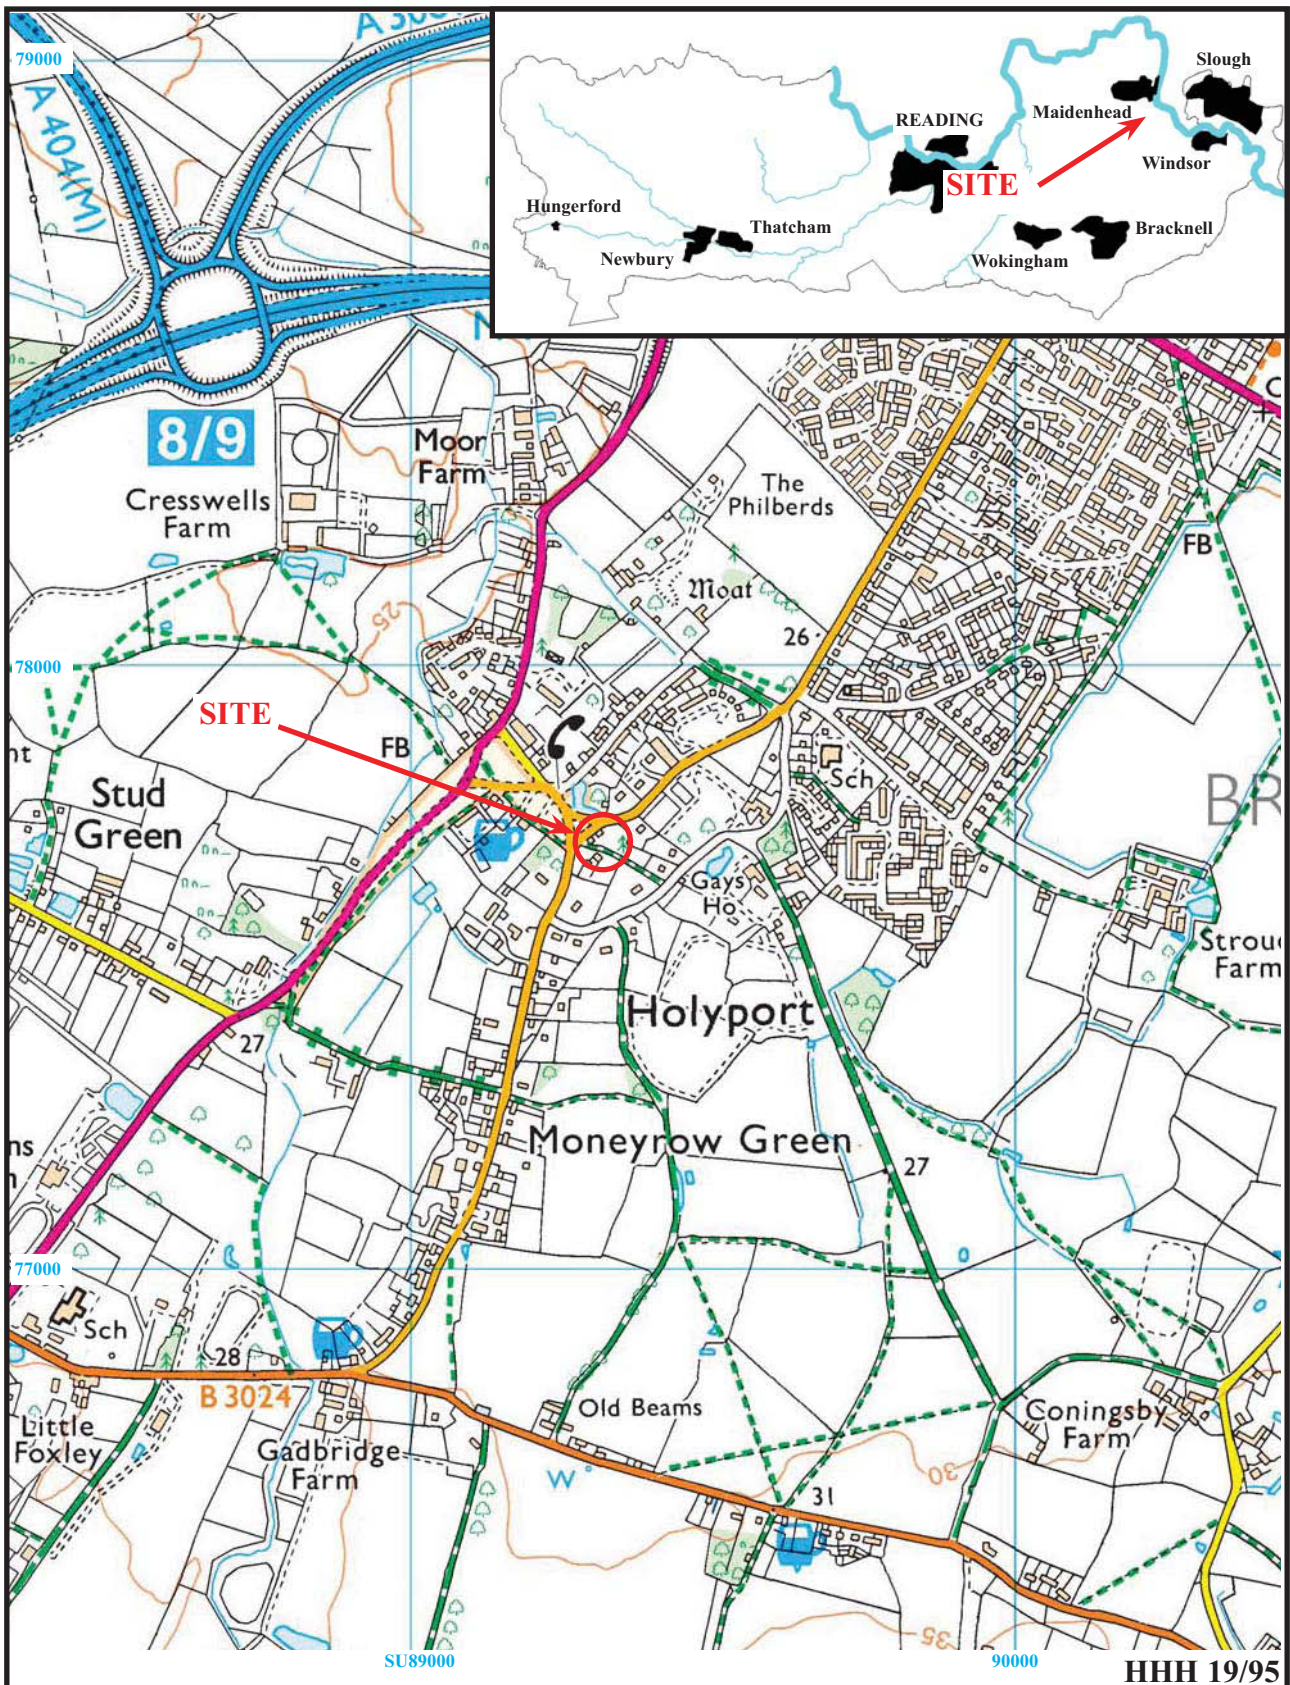 79000
A 404(M)
Slough
Maidenhead
READING
SITE
Windsor
Hungerford
Thatcham
Newbury
Bracknell
Wokingham
8/9
Moor
Farm
Cresswells
Farm
The
Philberds
Moat
FB
26
25
78000
SITE
FB
Stud
Green
Sch
Gays
Ho
Holyport
27
Farm
Moneyrow Green
27
77000
Sch
28
B 3024
Little
Foxley
Gadbridge
Farm
Old Beams
W
Coningsby
Farm
30
31
35
SU89000
90000
HHH 19/95